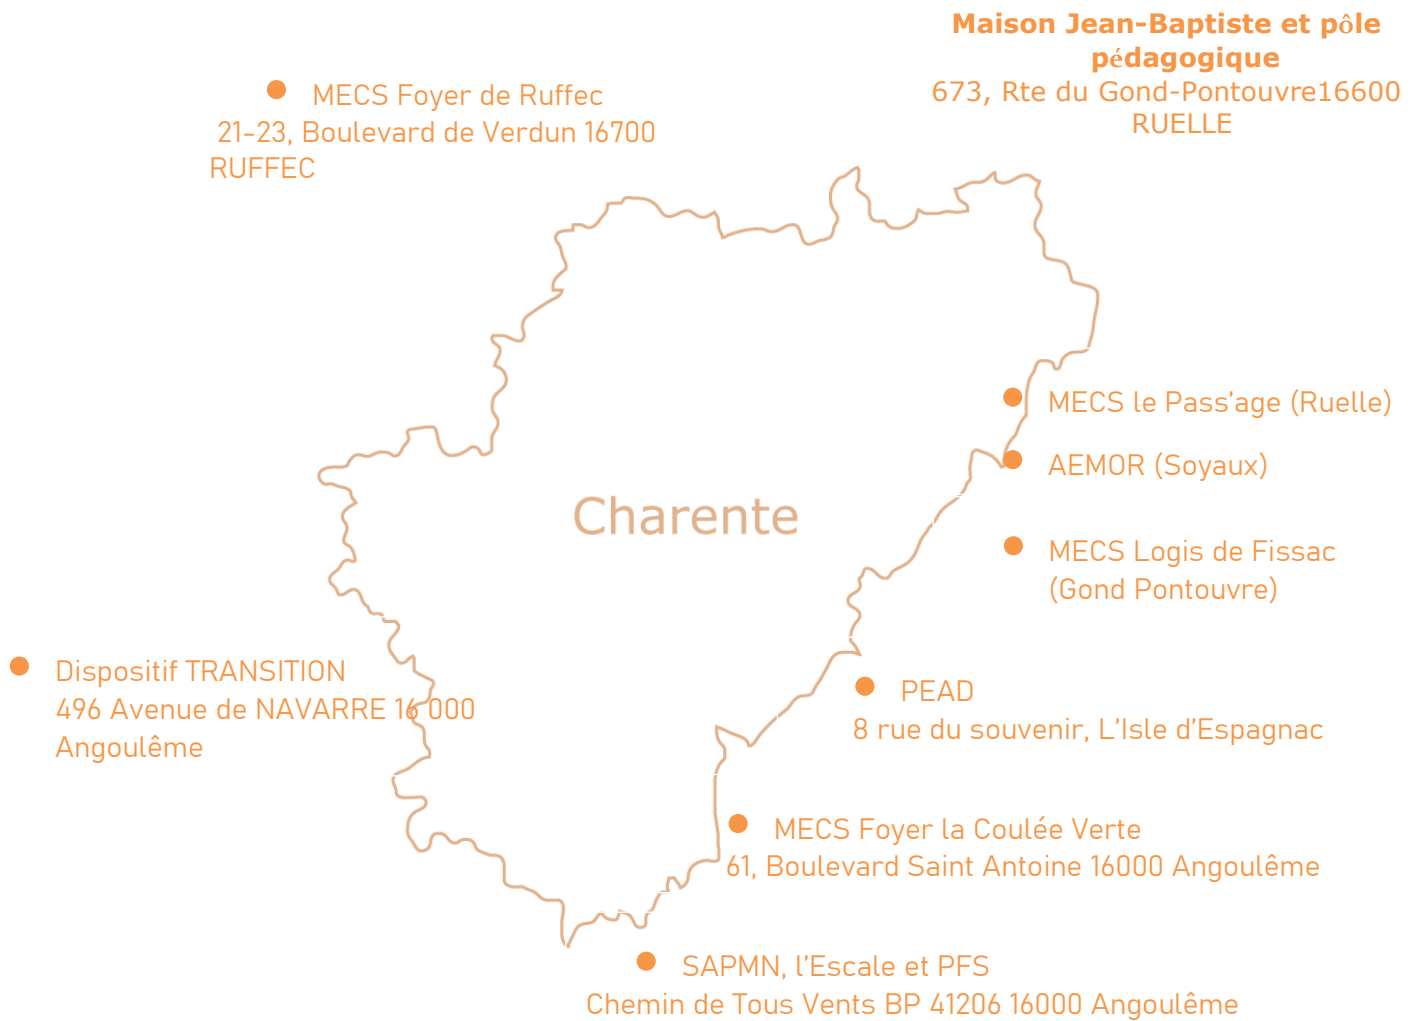 Maison Jean-Baptiste et pôle
pédagogique
673, Rte du Gond-Pontouvre16600
RUELLE
MECS Foyer de Ruffec
21-23, Boulevard de Verdun 16700
RUFFEC
MECS le Pass'age (Ruelle)
AEMOR (Soyaux)
Charente
MECS Logis de Fissac
(Gond Pontouvre)
Dispositif TRANSITION
496 Avenue de NAVARRE 16 000
Angoulême
PEAD
8 rue du souvenir, L'Isle d'Espagnac
MECS Foyer la Coulée Verte
61, Boulevard Saint Antoine 16000 Angoulême
SAPMN, l'Escale et PFS
Chemin de Tous Vents BP 41206 16000 Angoulême